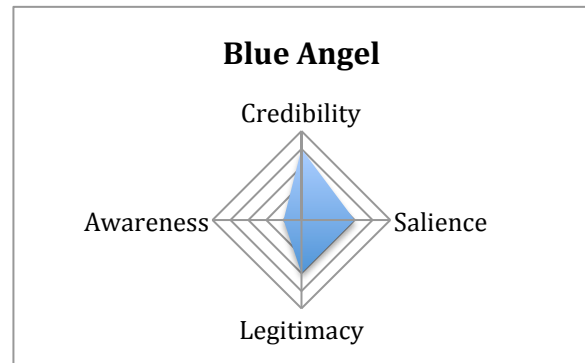 Blue Angel
Credibility
Awareness
Salience
Legitimacy